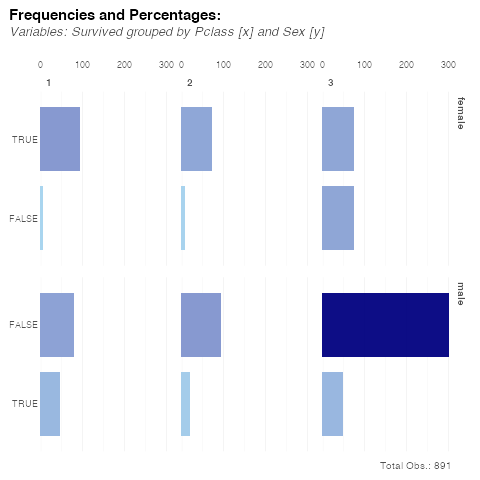 Frequencies and Percentages:
Variables: Survived grouped by Pclass [x] and Sex [y]
0 100 200 300 0 100 200 300 0 100 200 300
1 2 3
female
TRUE
FALSE
male
FALSE
TRUE
Total Obs.: 891